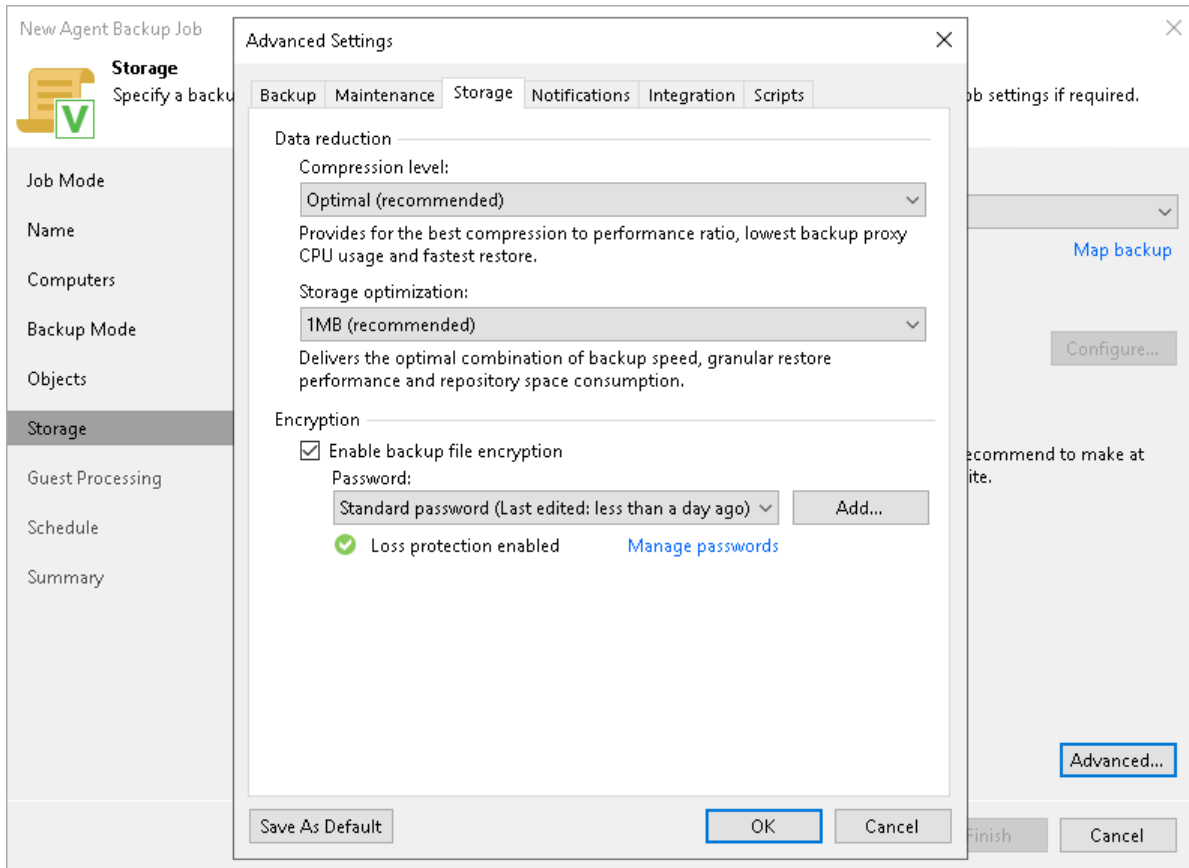 New Agent Backup Job
Storage
Specify a backu
ob settings if required.
Job Mode
Name
Computers
Backup Mode
Objects
Storage
Guest Processing
Schedule
Summary
Map backup
Configure...
ecommend to make at
ite.
Advanced...
Finish
Cancel
Advanced Settings
Backup
Maintenance
Storage
Notifications
Integration
Scripts
Data reduction
Compression level:
Optimal (recommended)
Provides for the best compression to performance ratio, lowest backup proxy
CPU usage and fastest restore.
Storage optimization:
1MB (recommended)
Delivers the optimal combination of backup speed, granular restore
performance and repository space consumption.
Encryption
Enable backup file encryption
Password:
Standard password (Last edited: less than a day ago)
Add...
Loss protection enabled
Manage passwords
Save As Default
OK
Cancel
V